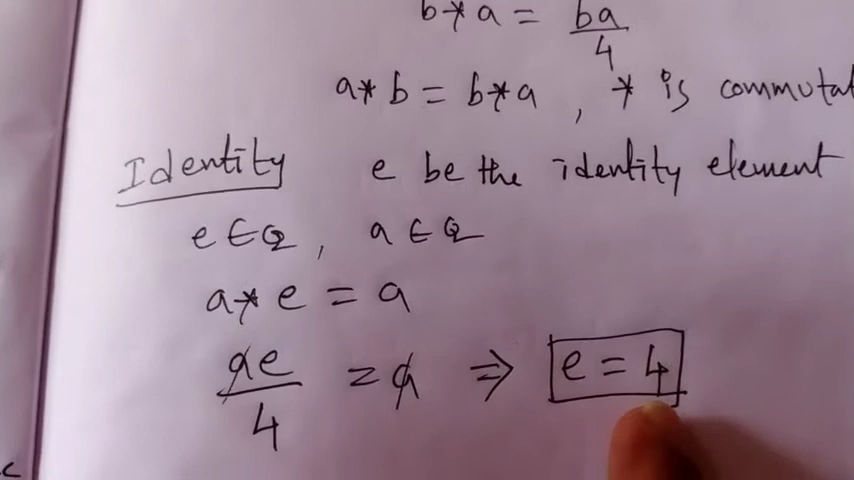 b*a = ba/4
a*b = b*a , * is commutat
Identity e be the identity element
e ∈ Q , a ∈ Q
a*e = a
ae/4 = a ⇒ e = 4
c